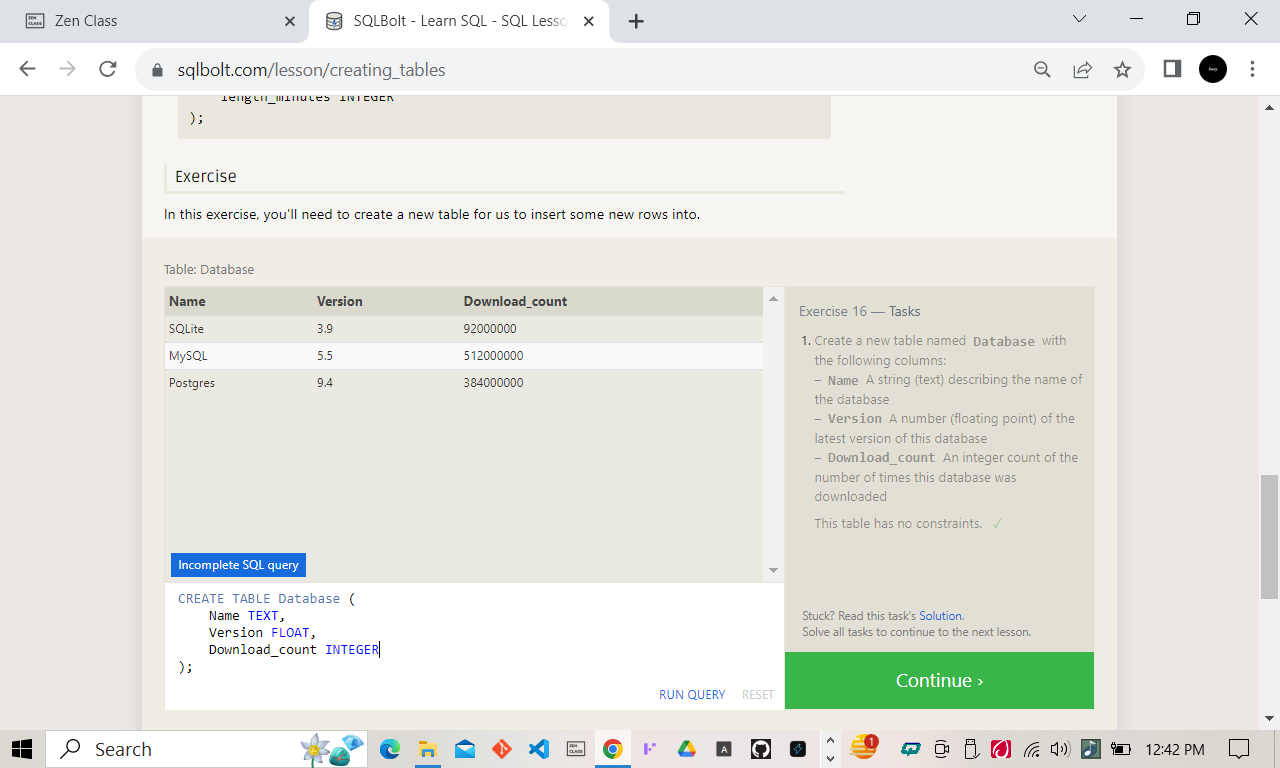 Zen Class
SQLBolt - Learn SQL - SQL Lesso
sqlbolt.com/lesson/creating_tables
length_minutes INTEGER
);
Exercise
In this exercise, you'll need to create a new table for us to insert some new rows into.
Table: Database
Name Version Download_count
SQLite 3.9 92000000
MySQL 5.5 512000000
Postgres 9.4 384000000
Incomplete SQL query
CREATE TABLE Database (
Name TEXT,
Version FLOAT,
Download_count INTEGER
);
RUN QUERY RESET
Exercise 16 — Tasks
1. Create a new table named Database with
the following columns:
– Name A string (text) describing the name of
the database
– Version A number (floating point) of the
latest version of this database
– Download_count An integer count of the
number of times this database was
downloaded
This table has no constraints. ✓
Stuck? Read this task's Solution.
Solve all tasks to continue to the next lesson.
Continue ›
Search
1
12:42 PM